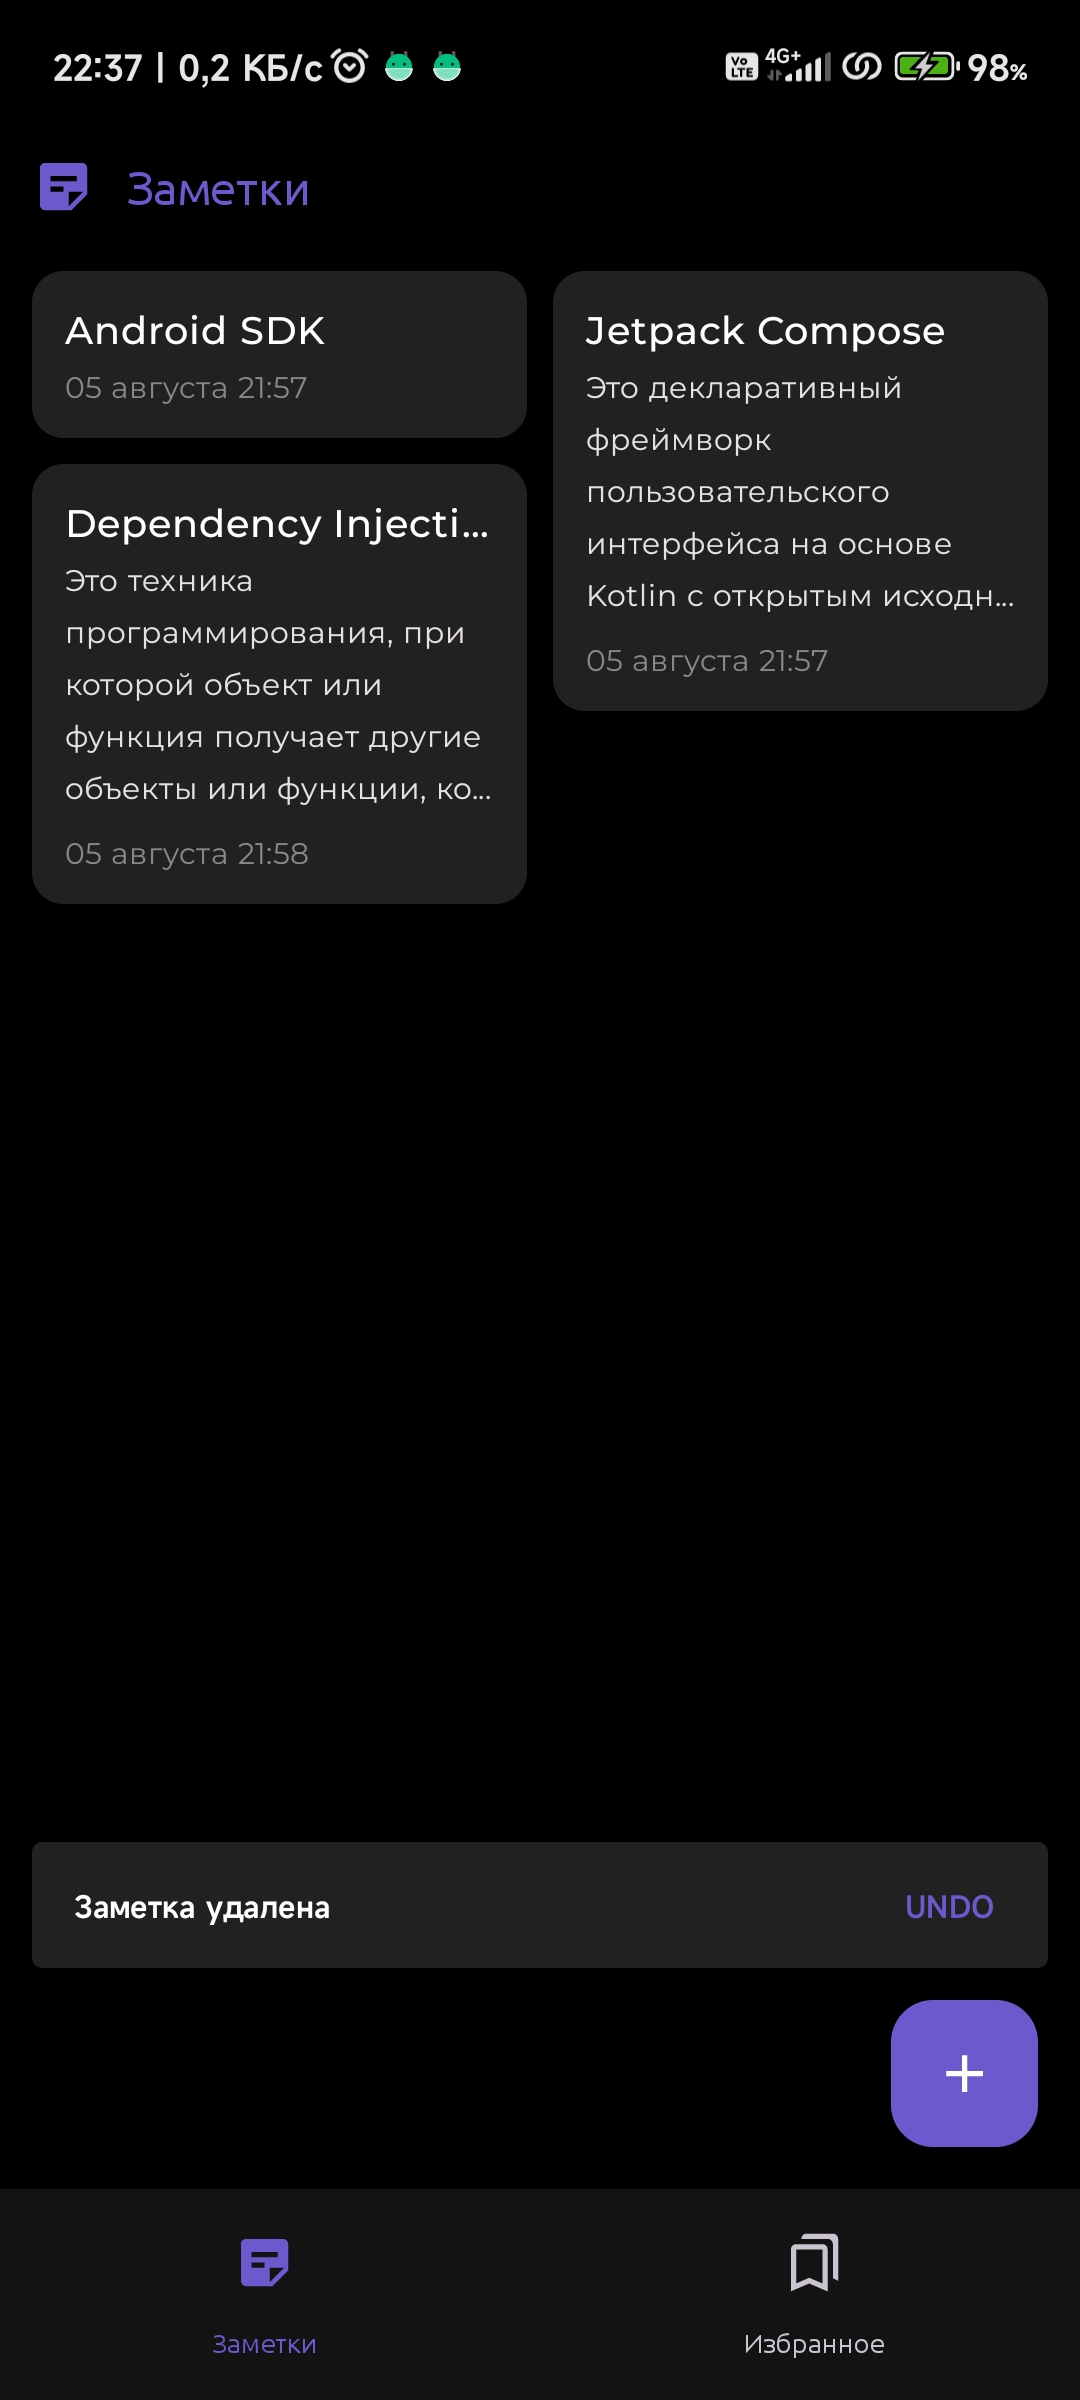 22:37 | 0,2 КБ/с
Vo LTE 4G+ 98%
Заметки
Android SDK
05 августа 21:57
Dependency Injecti...
Это техника
программирования, при
которой объект или
функция получает другие
объекты или функции, ко...
05 августа 21:58
Jetpack Compose
Это декларативный
фреймворк
пользовательского
интерфейса на основе
Kotlin с открытым исходн...
05 августа 21:57
Заметка удалена
UNDO
Заметки
Избранное